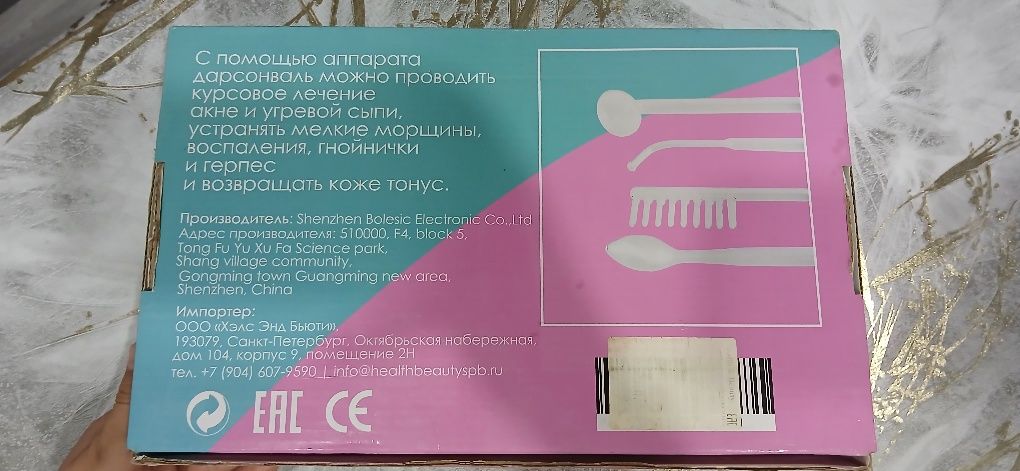 С помощью аппарата
дарсонваль можно проводить
курсовое лечение
акне и угревой сыпи,
устранять мелкие морщины,
воспаления, гнойнички
и герпес
и возвращать коже тонус.
Производитель: Shenzhen Bolesic Electronic Co.,Ltd
Адрес производителя: 510000, F4, block 5,
Tong Fu Yu Xu Fa Science park,
Shang village community,
Gongming town Guangming new area,
Shenzhen, China
Импортер:
ООО «Хэлс Энд Бьюти»,
193079, Санкт-Петербург, Октябрьская набережная,
дом 104, корпус 9, помещение 2Н
тел. +7 (904) 607-9590_|_info@healthbeautyspb.ru
EAC CE